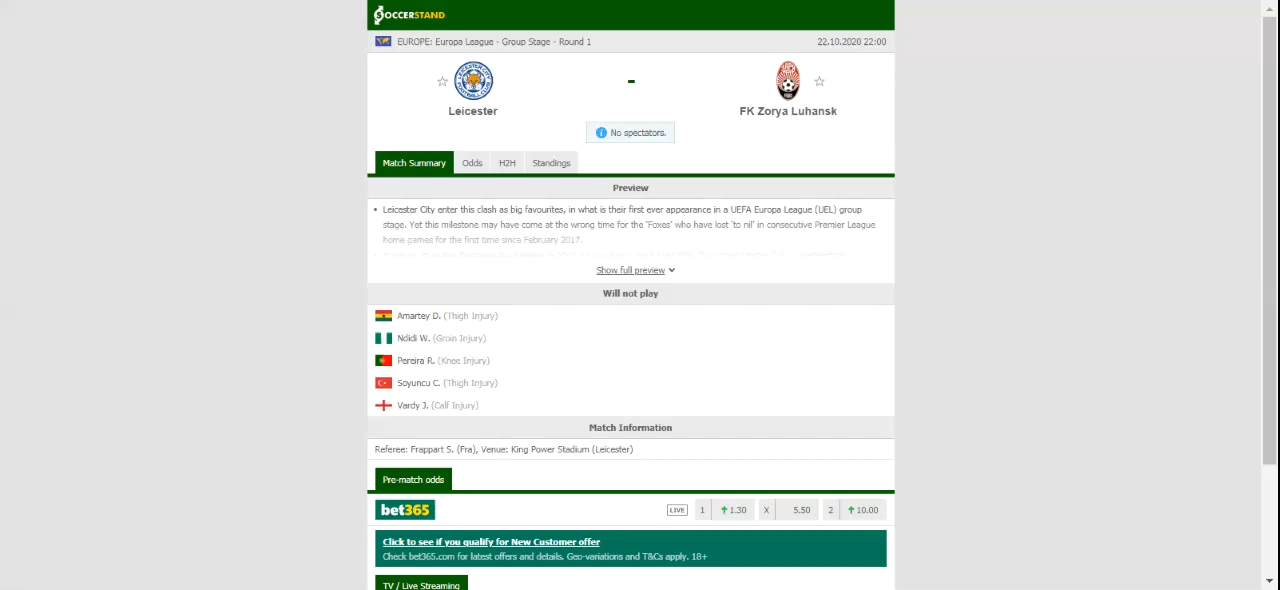 SOCCERSTAND
EUROPE: Europa League - Group Stage - Round 1 22.10.2020 22:00
-
Leicester FK Zorya Luhansk
No spectators.
Match Summary Odds H2H Standings
Preview
• Leicester City enter this clash as big favourites, in what is their first ever appearance in a UEFA Europa League (UEL) group
stage. Yet this milestone may have come at the wrong time for the 'Foxes' who have lost 'to nil' in consecutive Premier League
home games for the first time since February 2017.
Show full preview
Will not play
Amartey D. (Thigh Injury)
Ndidi W. (Groin Injury)
Pereira R. (Knee Injury)
Soyuncu C. (Thigh Injury)
Vardy J. (Calf Injury)
Match Information
Referee: Frappart S. (Fra), Venue: King Power Stadium (Leicester)
Pre-match odds
bet365 LIVE 1 1.30 X 5.50 2 10.00
Click to see if you qualify for New Customer offer
Check bet365.com for latest offers and details. Geo-variations and T&Cs apply. 18+
TV / Live Streaming